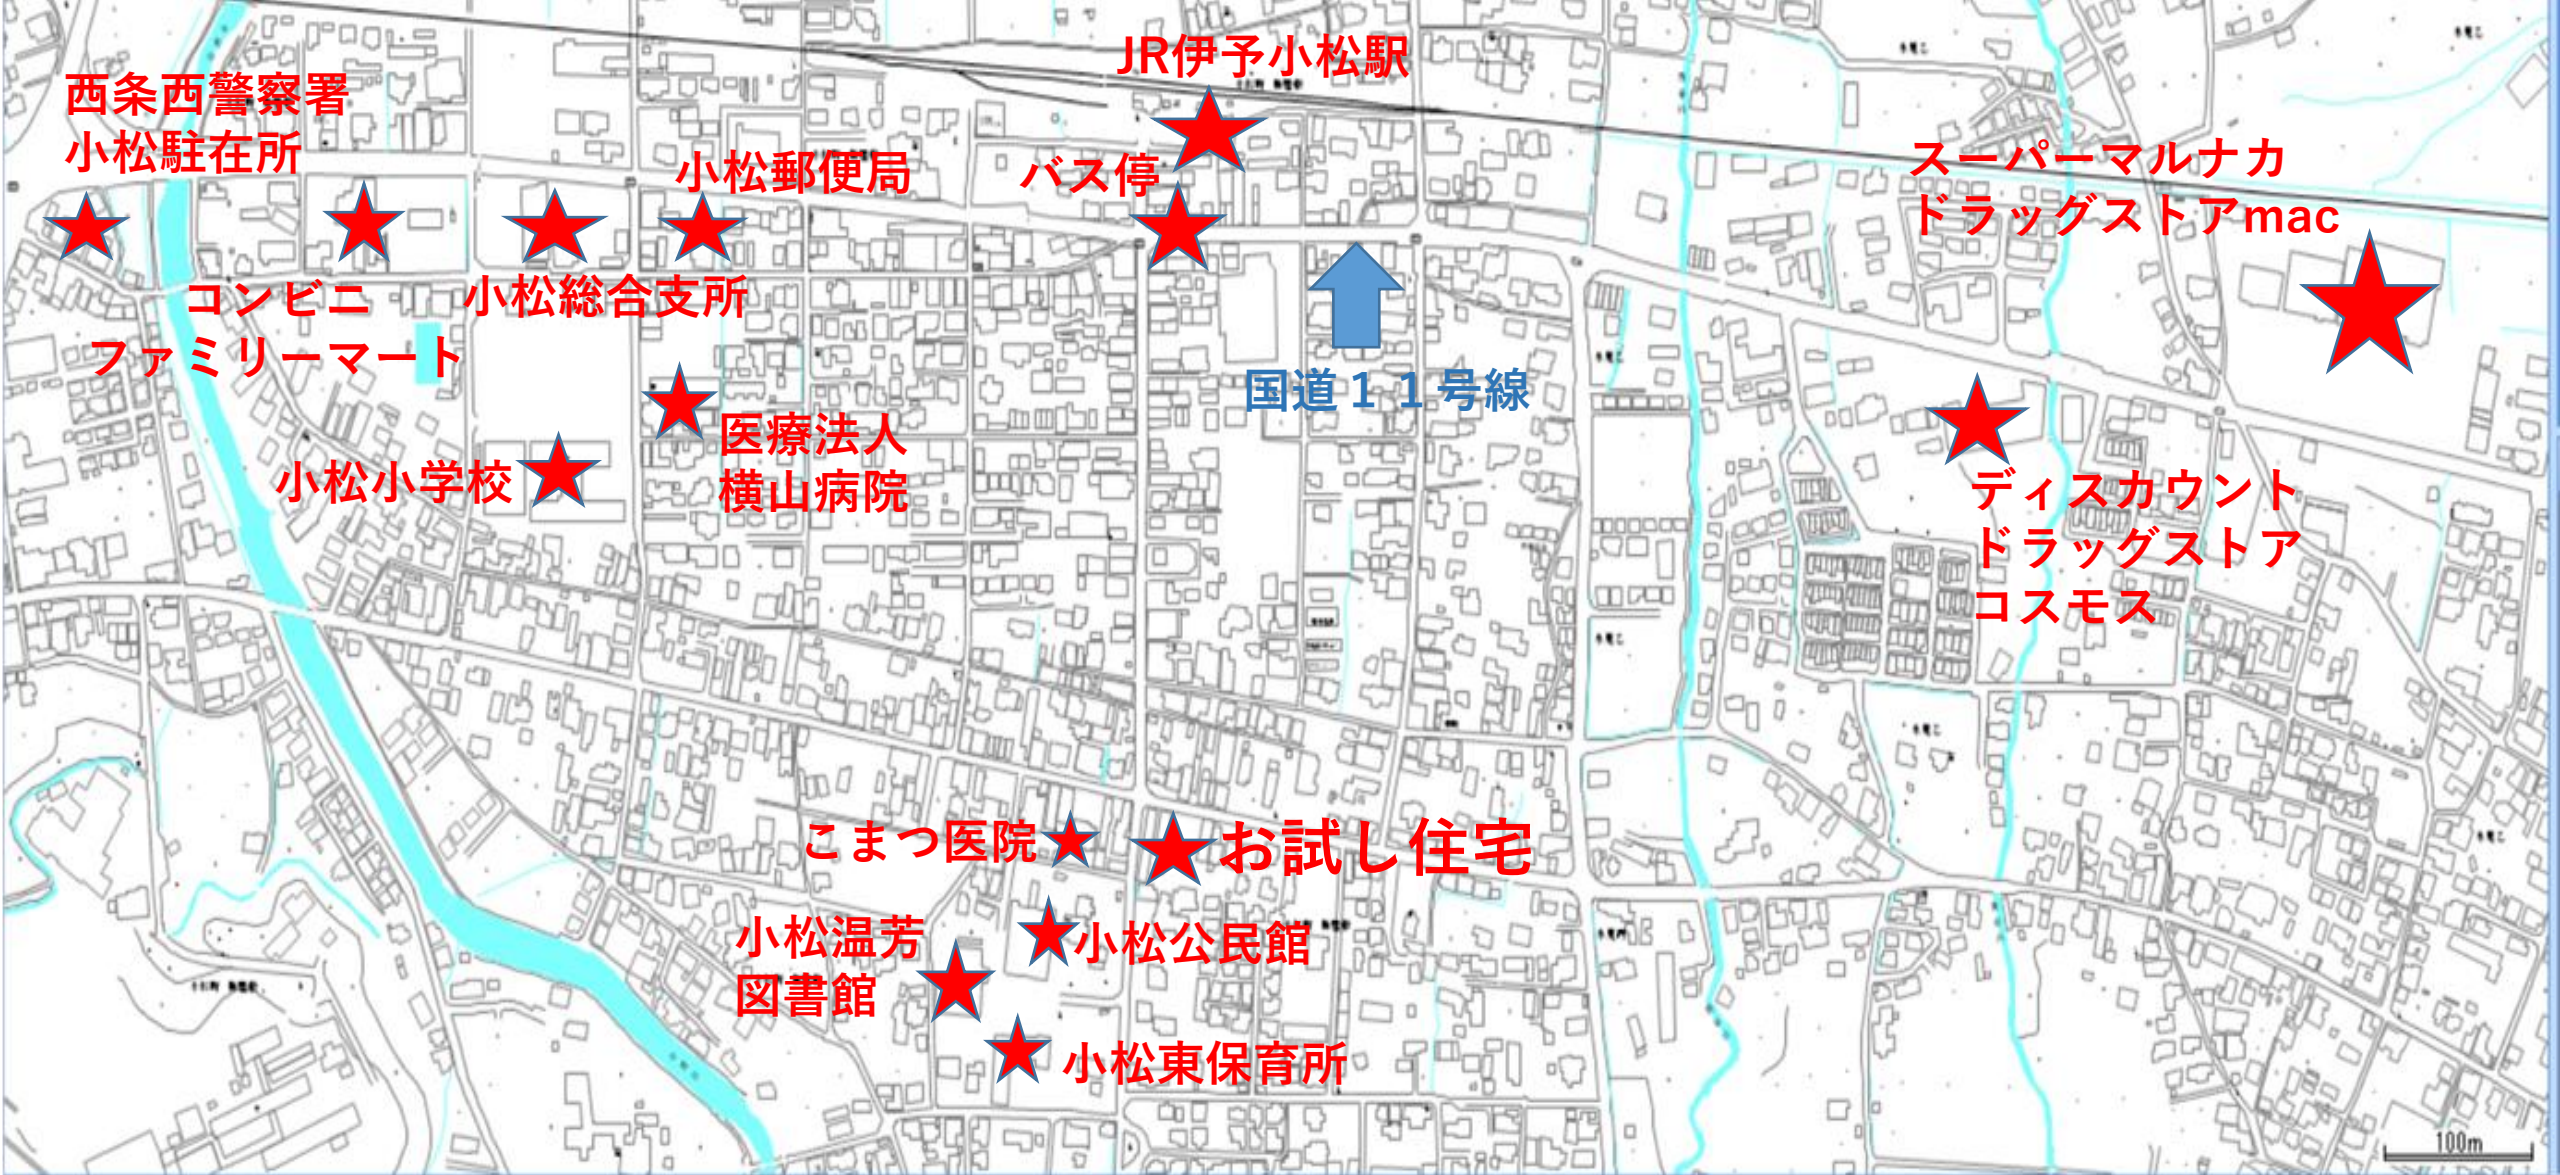 JR伊予小松駅
西条西警察署
小松駐在所
小松郵便局
バス停
スーパーマルナカ
ドラッグストアmac
コンビニ
ファミリーマート
小松総合支所
国道11号線
医療法人
横山病院
小松小学校
ディスカウント
ドラッグストア
コスモス
こまつ医院
お試し住宅
小松温芳
図書館
小松公民館
小松東保育所
100m